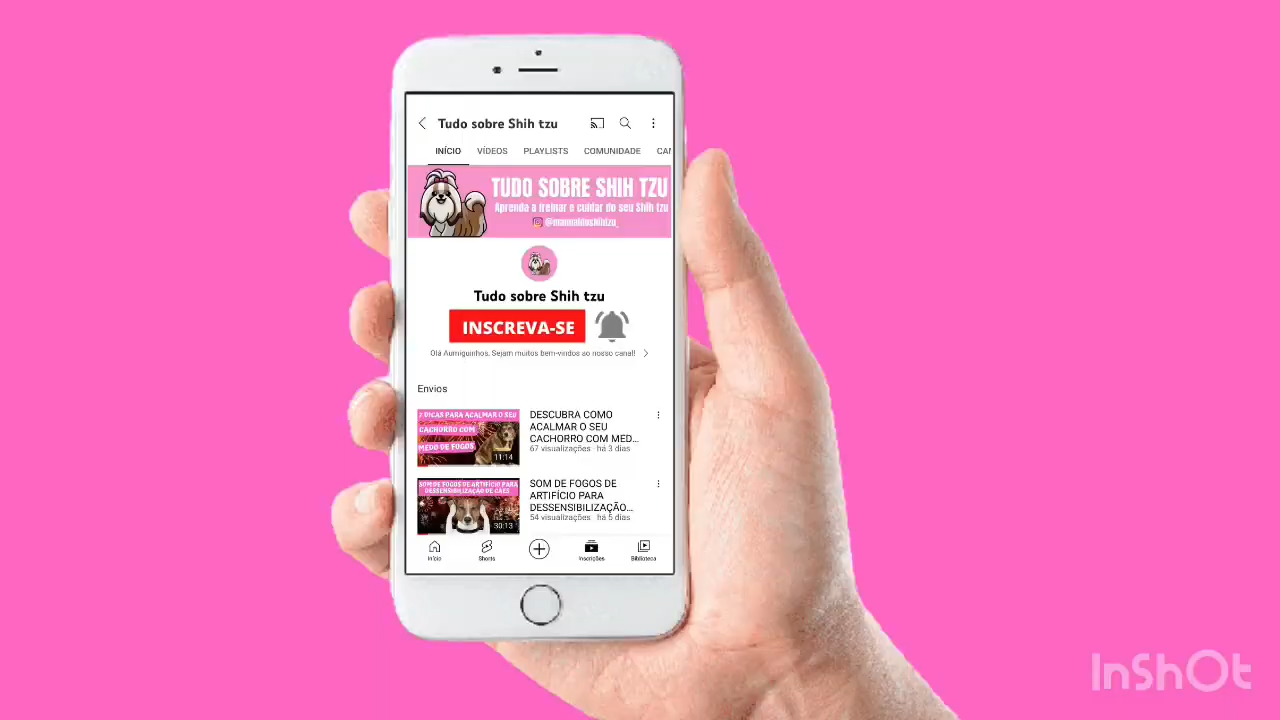 Tudo sobre Shih tzu
INÍCIO VÍDEOS PLAYLISTS COMUNIDADE CAN
TUDO SOBRE SHIH TZU
Aprenda a treinar e cuidar do seu Shih tzu
Tudo sobre Shih tzu
INSCREVA-SE
Olá Aumiguinhos, Sejam muitos bem-vindos ao nosso canal!
Envios
7 DICAS PARA ACALMAR O SEU
CACHORRO COM
MEDO DE FOGOS
11:14
DESCUBRA COMO
ACALMAR O SEU
CACHORRO COM MED...
67 visualizações · há 3 dias
SOM DE FOGOS DE ARTIFÍCIO PARA
DESSENSIBILIZAÇÃO DE CÃES
30:13
SOM DE FOGOS DE
ARTIFÍCIO PARA
DESSENSIBILIZAÇÃO...
54 visualizações · há 5 dias
Início Shorts Inscrições Biblioteca
InShOt